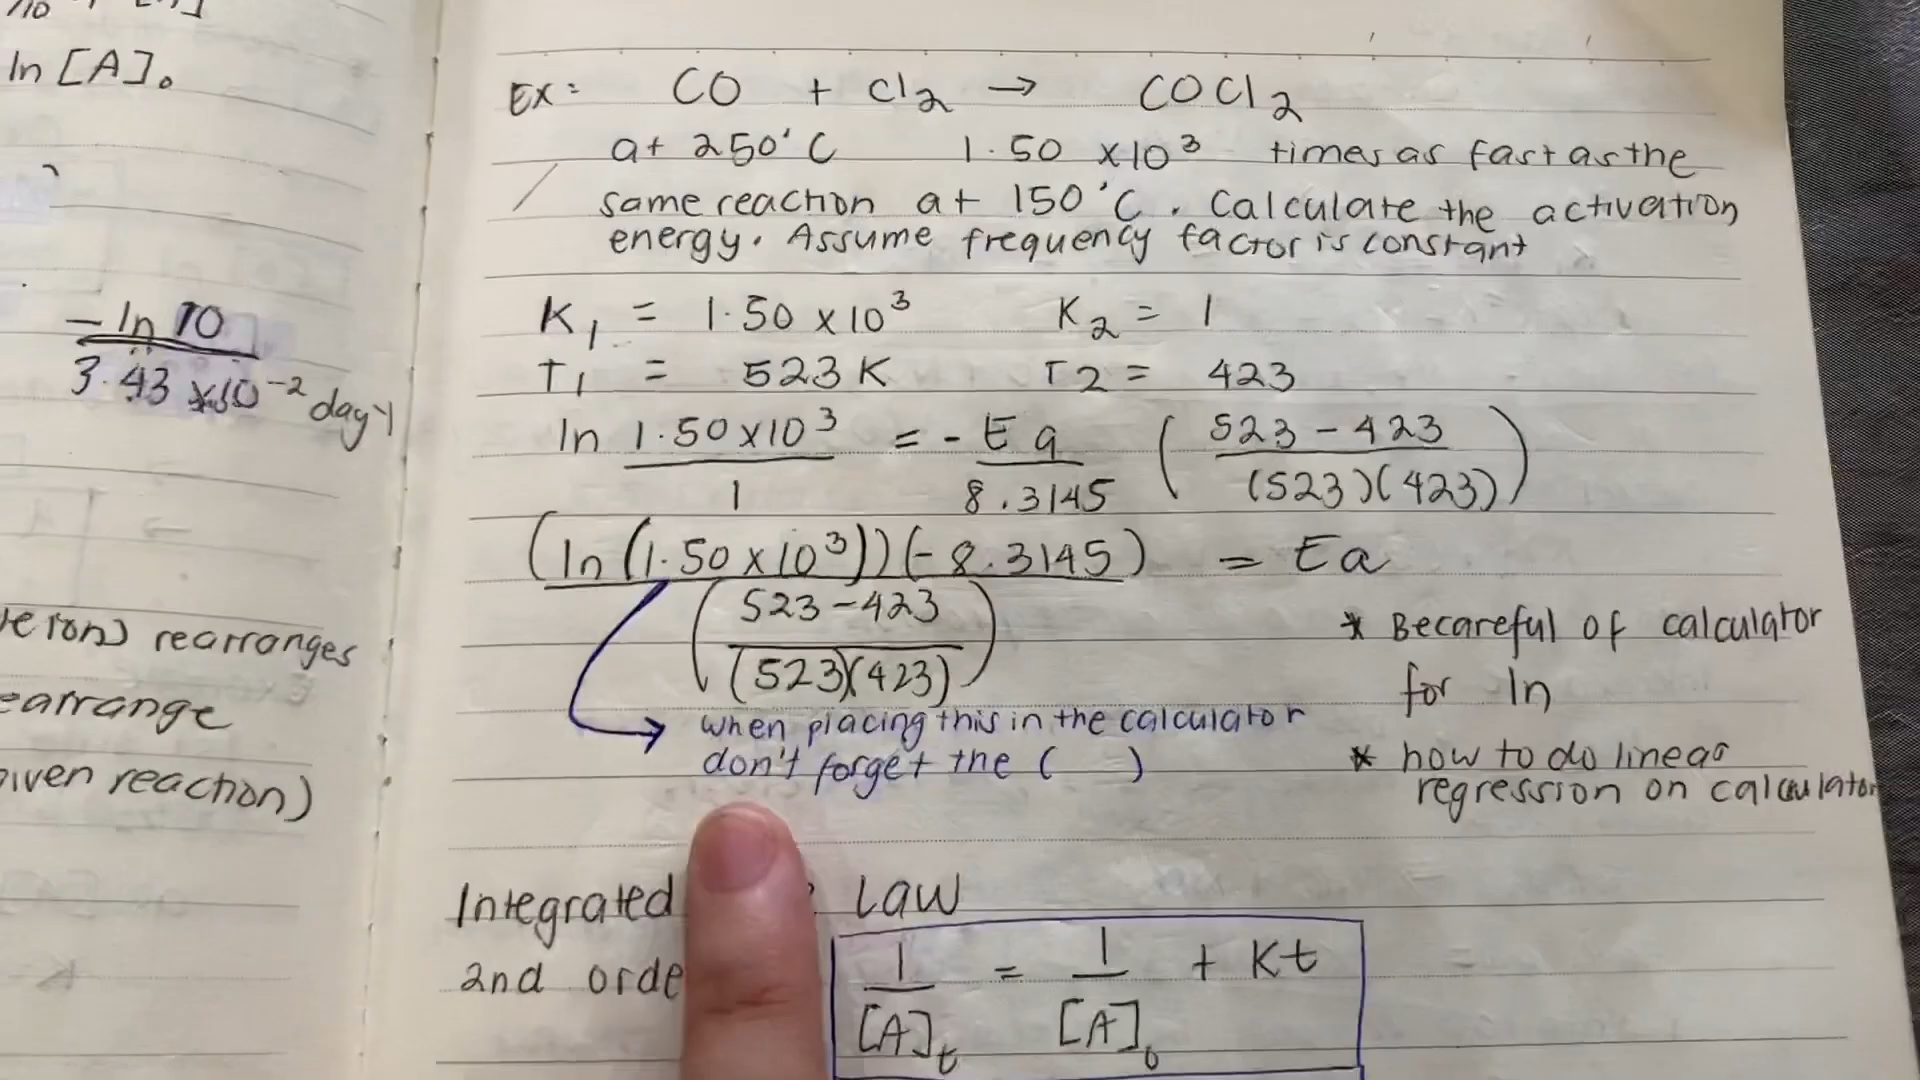 ln [A]₀
- ln 10
3.43 x10⁻² day⁻¹
rearranges
earrange
given reaction)
Ex: CO + Cl₂ → COCl₂
at 250°C 1.50 x10³ times as fast as the
same reaction at 150°C. Calculate the activation
energy. Assume frequency factor is constant
K₁ = 1.50 x10³ K₂ = 1
T₁ = 523 K T₂ = 423
ln 1.50x10³ = - Ea ( 523 - 423 )
1 8.3145 (523)(423)
(ln (1.50 x10³))(-8.3145) = Ea
( 523-423 )
(523)(423)
when placing this in the calculator
don't forget the ( )
* Becareful of calculator
for ln
* how to do linear
regression on calculator
Integrated Law
2nd orde
1 = 1 + Kt
[A]t [A]₀